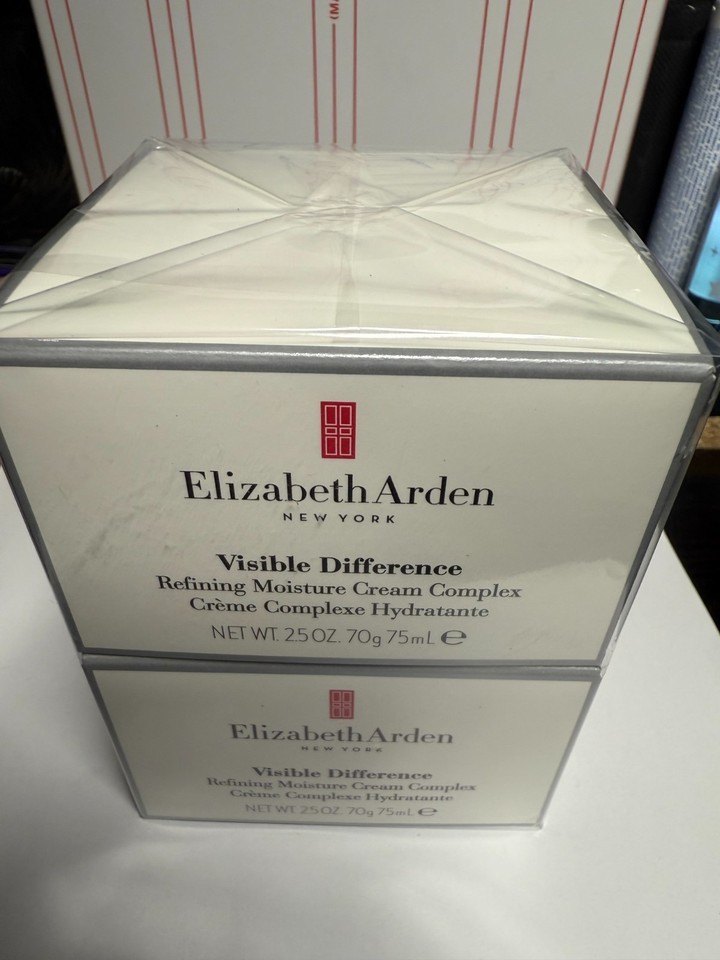 (MA
Elizabeth Arden
NEW YORK
Visible Difference
Refining Moisture Cream Complex
Crème Complexe Hydratante
NET WT. 2.5 OZ. 70g 75mL e
Elizabeth Arden
NEW YORK
Visible Difference
Refining Moisture Cream Complex
Crème Complexe Hydratante
NET WT. 2.5 OZ. 70g 75mL e